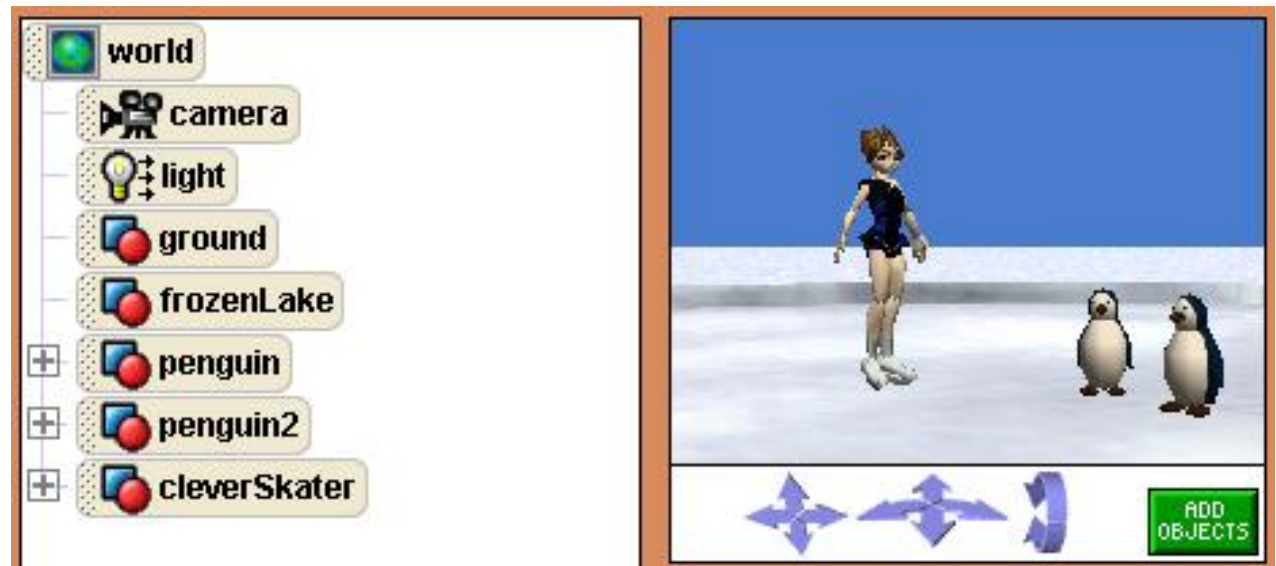 world
camera
light
ground
frozenLake
penguin
penguin2
cleverSkater
ADD
OBJECTS